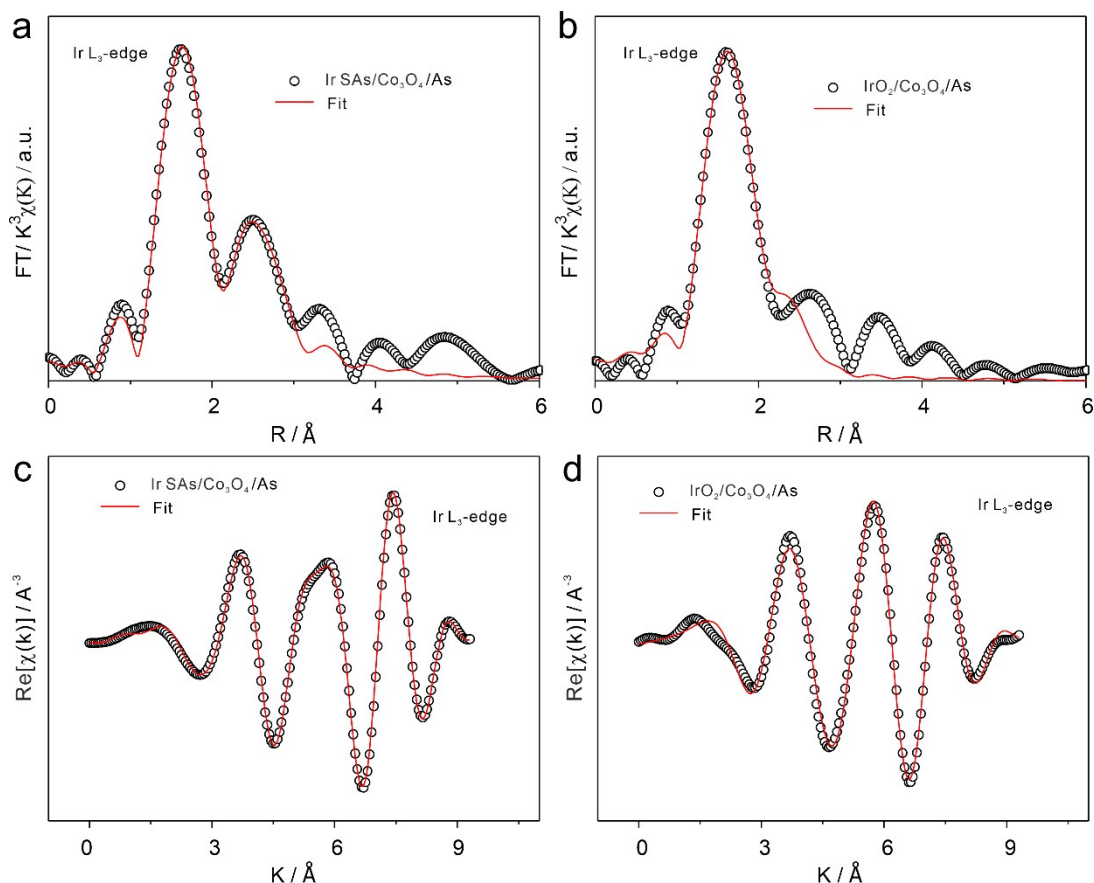 a
Ir L₃-edge
Ir SAs/Co₃O₄/As
Fit
FT/ K³χ(K) / a.u.
0 2 4 6
R / Å
b
Ir L₃-edge
IrO₂/Co₃O₄/As
Fit
FT/ K³χ(K) / a.u.
0 2 4 6
R / Å
c
Ir SAs/Co₃O₄/As
Fit
Ir L₃-edge
Re[χ(k)] / A⁻³
0 3 6 9
K / Å
d
IrO₂/Co₃O₄/As
Fit
Ir L₃-edge
Re[χ(k)] / A⁻³
0 3 6 9
K / Å